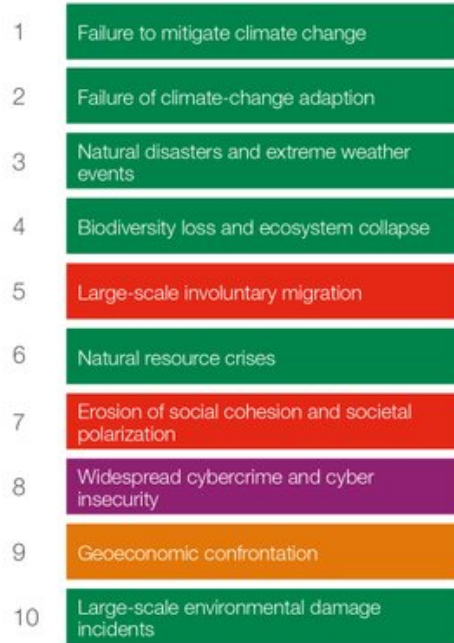 1 Failure to mitigate climate change
2 Failure of climate-change adaption
3 Natural disasters and extreme weather
events
4 Biodiversity loss and ecosystem collapse
5 Large-scale involuntary migration
6 Natural resource crises
7 Erosion of social cohesion and societal
polarization
8 Widespread cybercrime and cyber
insecurity
9 Geoeconomic confrontation
10 Large-scale environmental damage
incidents